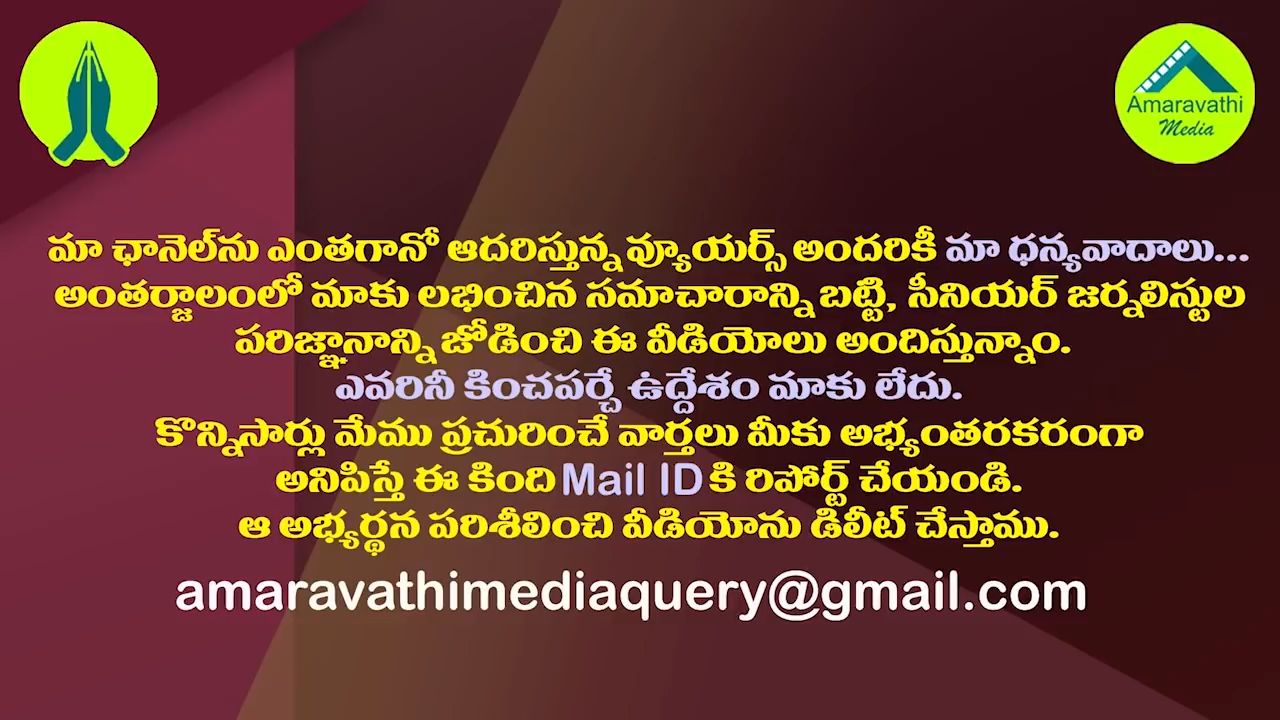 Amaravathi
Media
మా ఛానెల్‌ను ఎంతగానో ఆదరిస్తున్న వ్యూయర్స్ అందరికీ మా ధన్యవాదాలు...
అంతర్జాలంలో మాకు లభించిన సమాచారాన్ని బట్టి, సీనియర్ జర్నలిస్టుల
పరిజ్ఞానాన్ని జోడించి ఈ వీడియోలు అందిస్తున్నాం.
ఎవరినీ కించపర్చే ఉద్దేశం మాకు లేదు.
కొన్నిసార్లు మేము ప్రచురించే వార్తలు మీకు అభ్యంతరకరంగా
అనిపిస్తే ఈ కింది Mail ID కి రిపోర్ట్ చేయండి.
ఆ అభ్యర్థన పరిశీలించి వీడియోను డిలీట్ చేస్తాము.
amaravathimediaquery@gmail.com